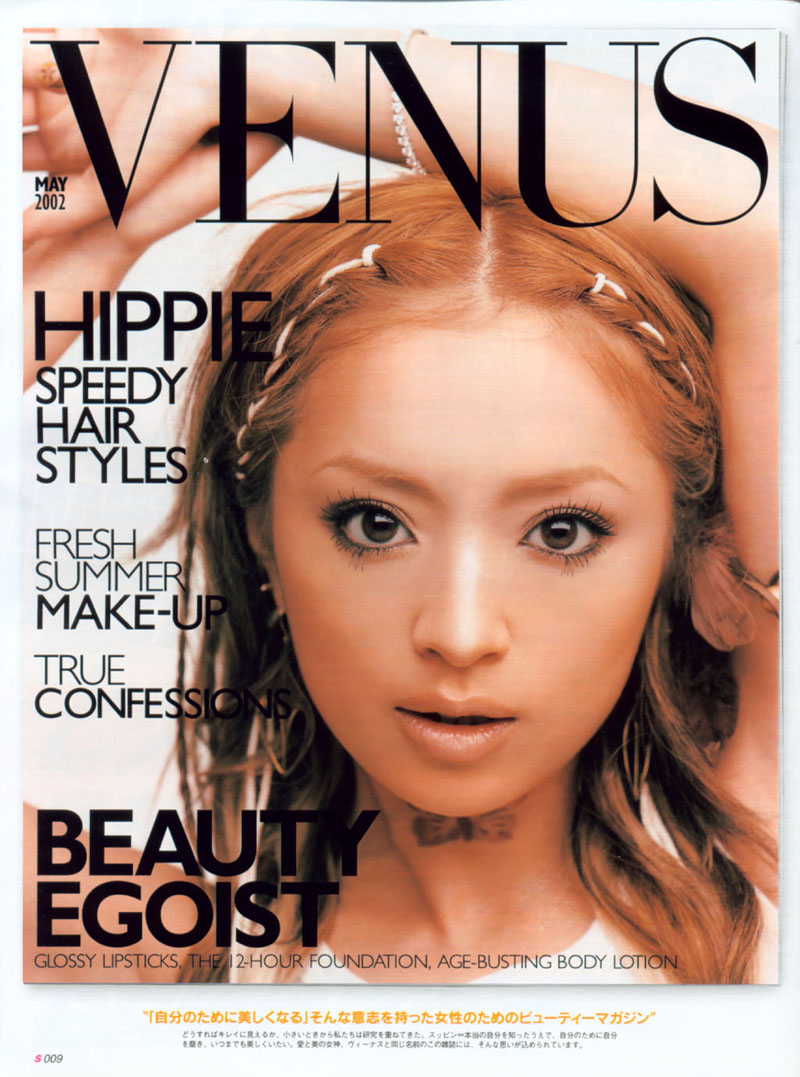 VENUS
MAY
2002
HIPPIE
SPEEDY
HAIR
STYLES
FRESH
SUMMER
MAKE-UP
TRUE
CONFESSIONS
BEAUTY
EGOIST
GLOSSY LIPSTICKS, THE 12-HOUR FOUNDATION, AGE-BUSTING BODY LOTION
"「自分のために美しくなる」そんな意志を持った女性のためのビューティーマガジン"
どうすればキレイに見えるか、小さいときから私たちは研究を重ねてきた。スッピン＝本当の自分を知ったうえで、自分のために自分
を磨き、いつまでも美しくいたい。愛と美の女神、ヴィーナスと同じ名前のこの雑誌には、そんな思いが込められています。
S 009